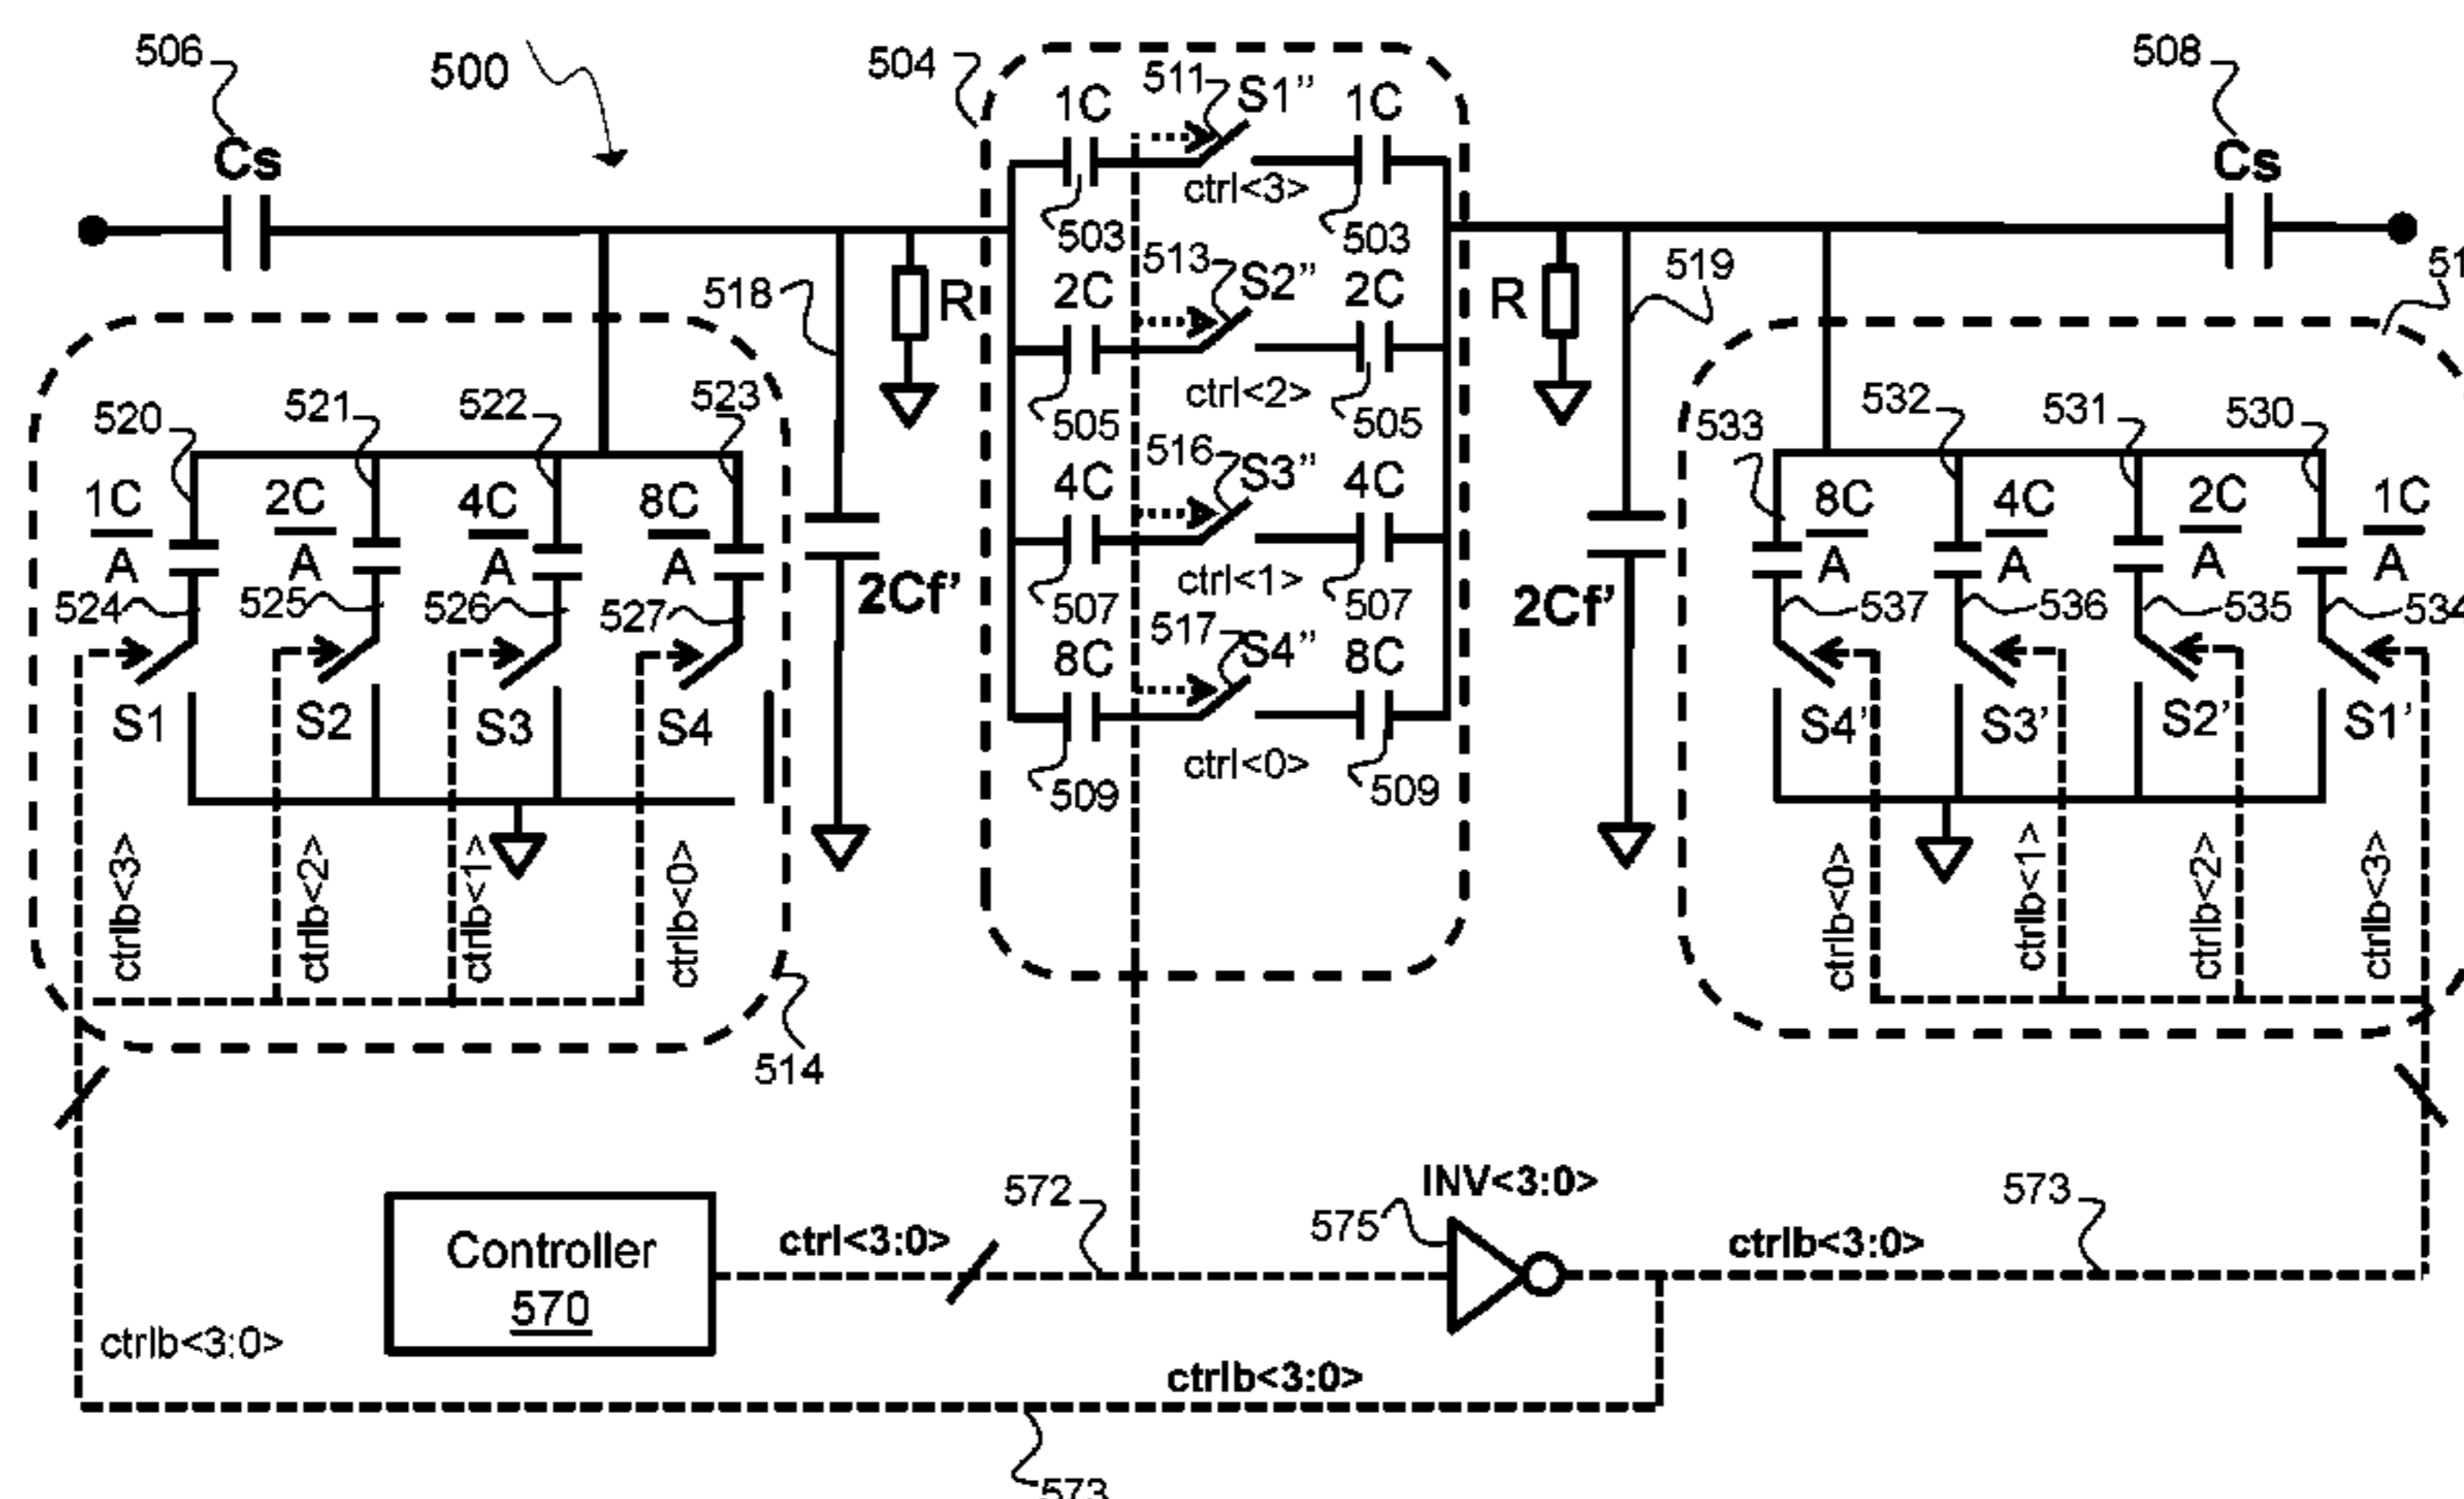 506
500
504
508
Cs
Cs
1C
511
S1”
1C
ctrl<3>
503
503
513
S2”
2C
2C
ctrl<2>
505
505
516
S3”
4C
4C
ctrl<1>
507
507
517
S4”
8C
8C
ctrl<0>
509
509
518
R
R
519
51
520
521
522
523
1C
A
2C
A
4C
A
8C
A
524
525
526
527
S1
S2
S3
S4
2Cf’
2Cf’
533
532
531
530
8C
A
4C
A
2C
A
1C
A
537
536
535
534
S4’
S3’
S2’
S1’
ctrlb<3>
ctrlb<2>
ctrlb<1>
ctrlb<0>
ctrlb<0>
ctrlb<1>
ctrlb<2>
ctrlb<3>
514
Controller
570
ctrl<3:0>
572
INV<3:0>
575
573
ctrlb<3:0>
ctrlb<3:0>
ctrlb<3:0>
573